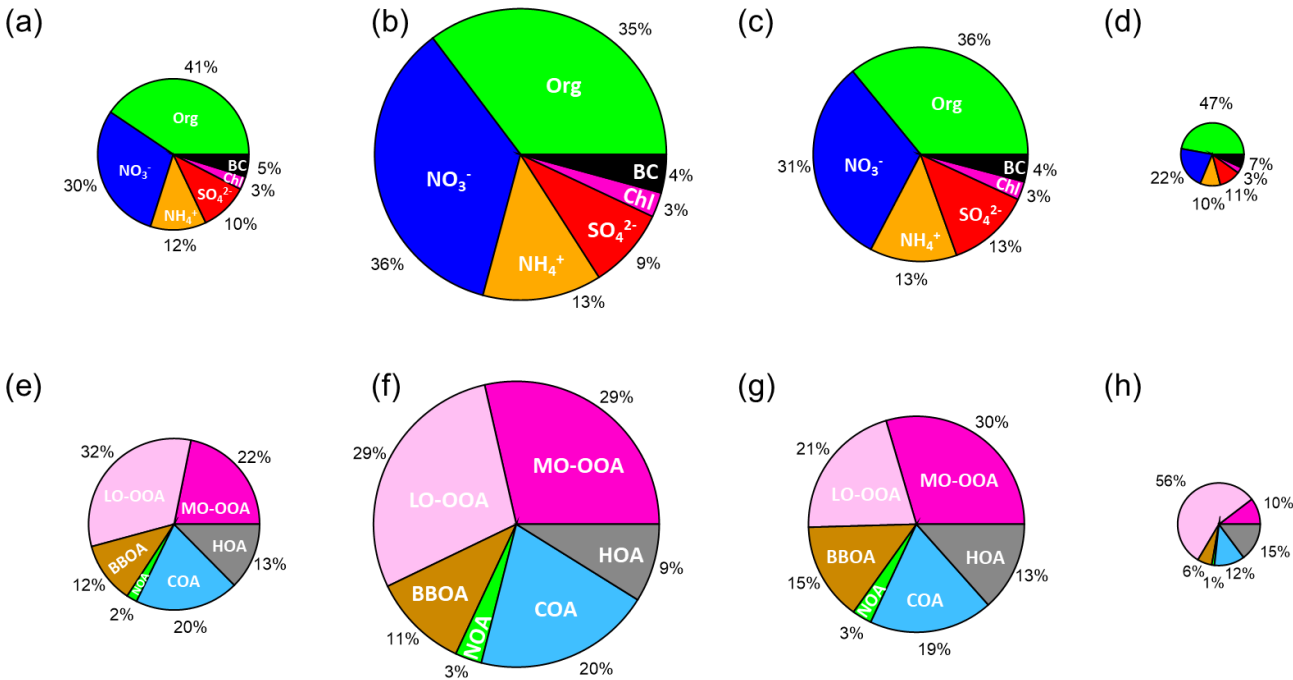 (a)
41%
Org
BC
5%
Chl
3%
SO₄²⁻
10%
NH₄⁺
12%
NO₃⁻
30%
(b)
35%
Org
BC
4%
Chl
3%
SO₄²⁻
9%
NH₄⁺
13%
NO₃⁻
36%
(c)
36%
Org
BC
4%
Chl
3%
SO₄²⁻
13%
NH₄⁺
13%
NO₃⁻
31%
(d)
47%
7%
3%
11%
10%
22%
(e)
32%
22%
LO-OOA
MO-OOA
BBOA
12%
NOA
2%
COA
20%
HOA
13%
(f)
29%
29%
LO-OOA
MO-OOA
BBOA
11%
NOA
3%
COA
20%
HOA
9%
(g)
21%
30%
LO-OOA
MO-OOA
BBOA
15%
NOA
3%
COA
19%
HOA
13%
(h)
56%
10%
15%
12%
1%
6%